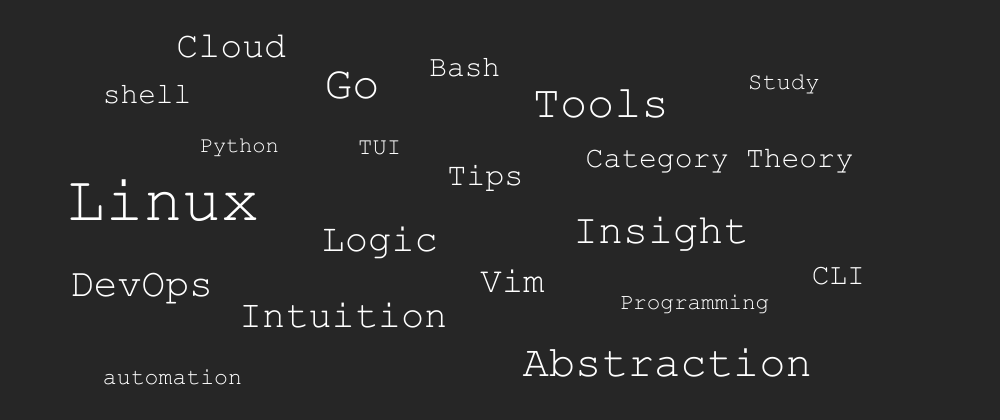 Cloud
Bash
Go
Study
shell
Tools
Python
TUI
Category Theory
Tips
Linux
Insight
Logic
CLI
Vim
DevOps
Programming
Intuition
Abstraction
automation